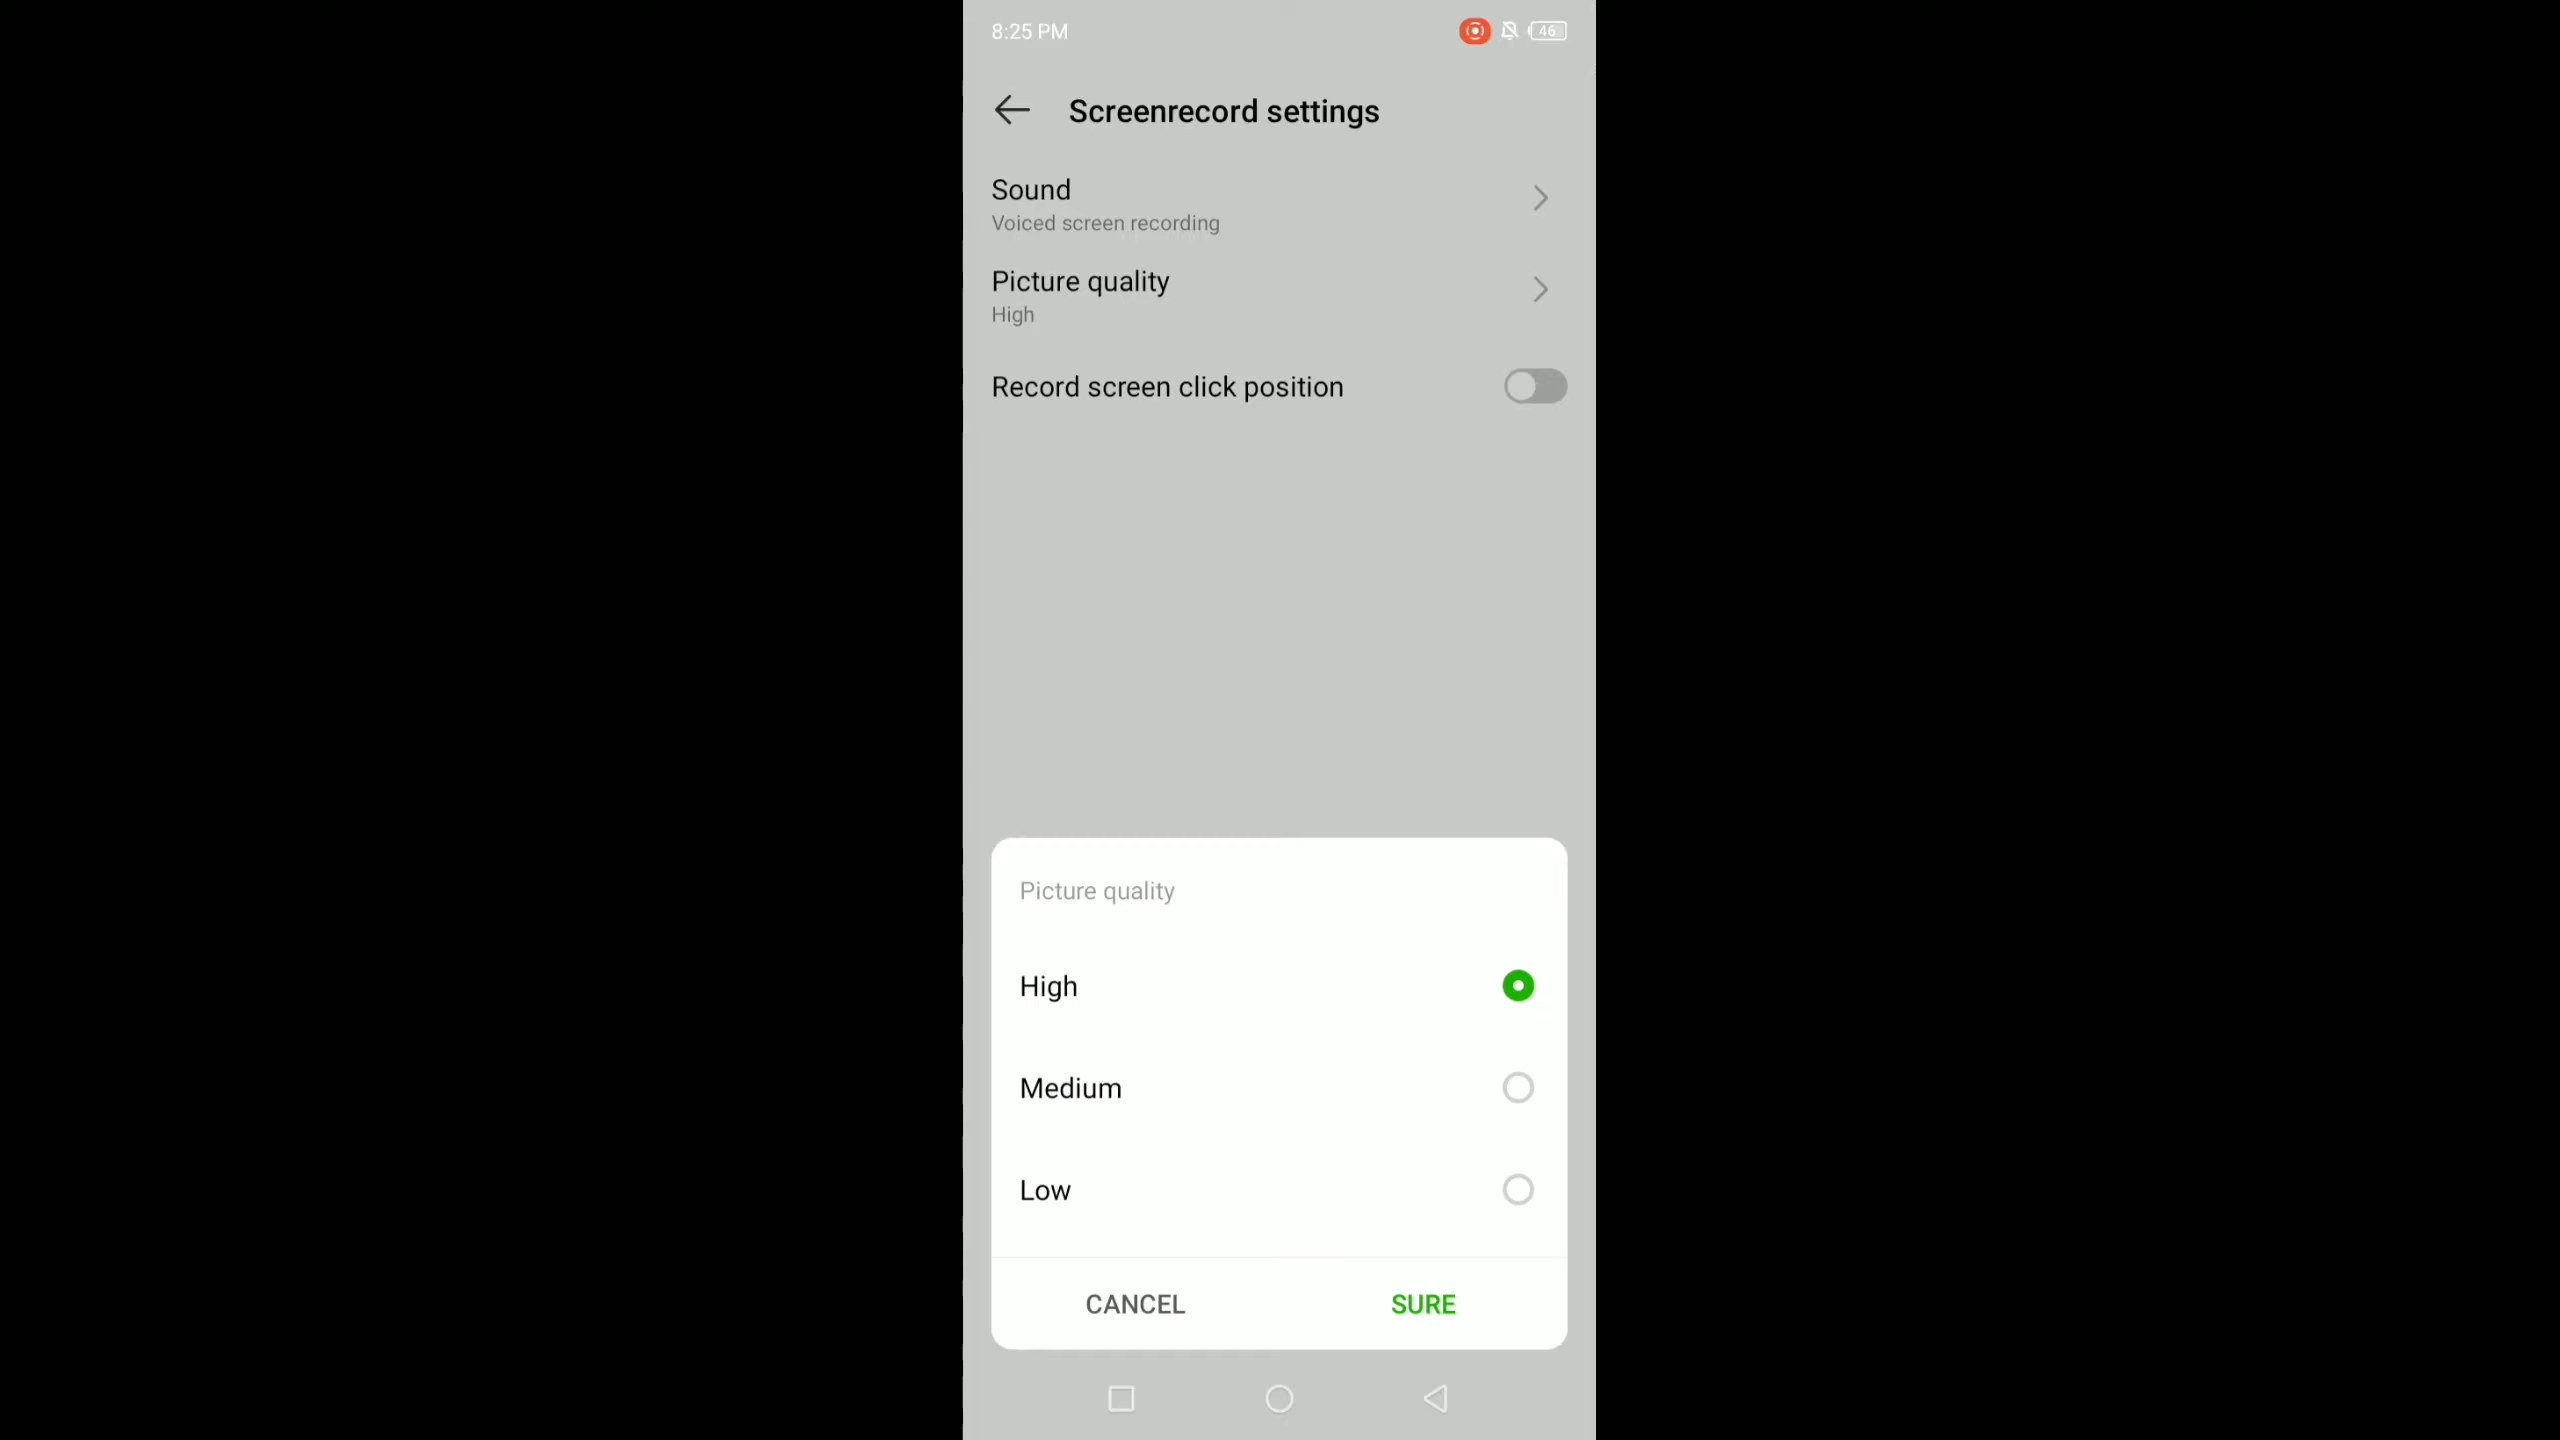 8:25 PM
46
Screenrecord settings
Sound
Voiced screen recording
Picture quality
High
Record screen click position
Picture quality
High
Medium
Low
CANCEL SURE